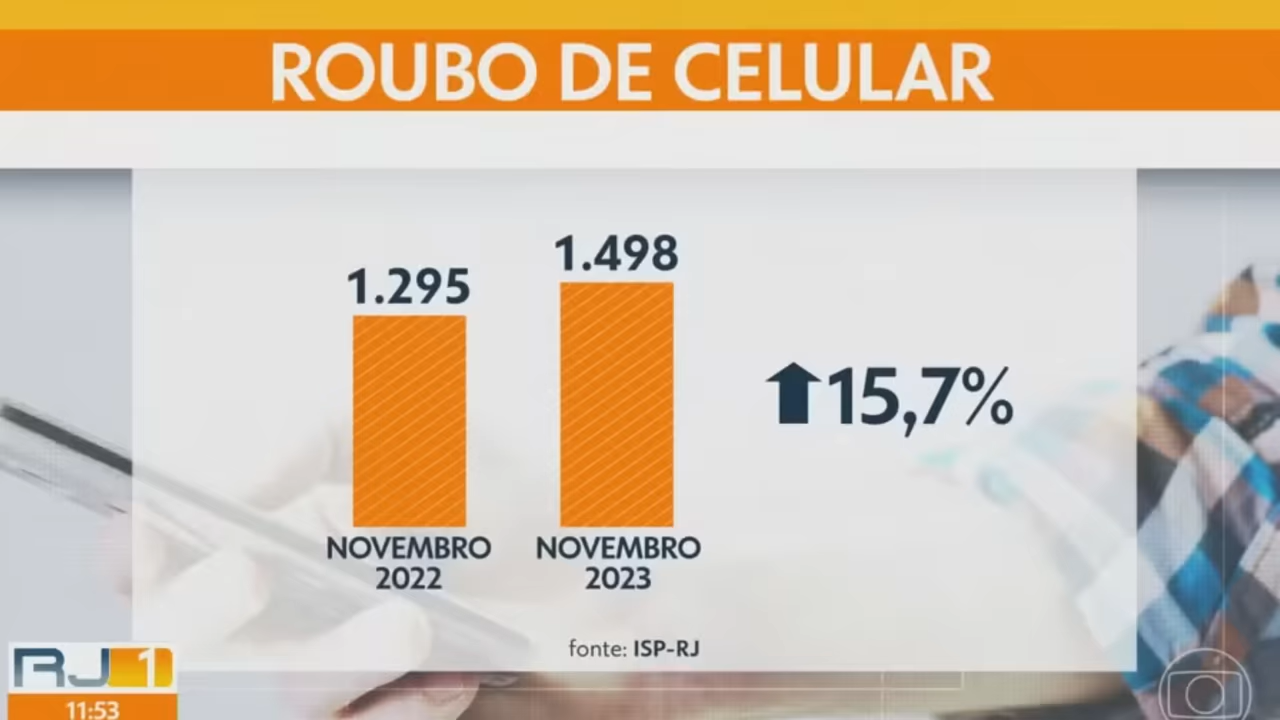 ROUBO DE CELULAR
1.295
1.498
15,7%
NOVEMBRO
2022
NOVEMBRO
2023
fonte: ISP-RJ
RJ1
11:53